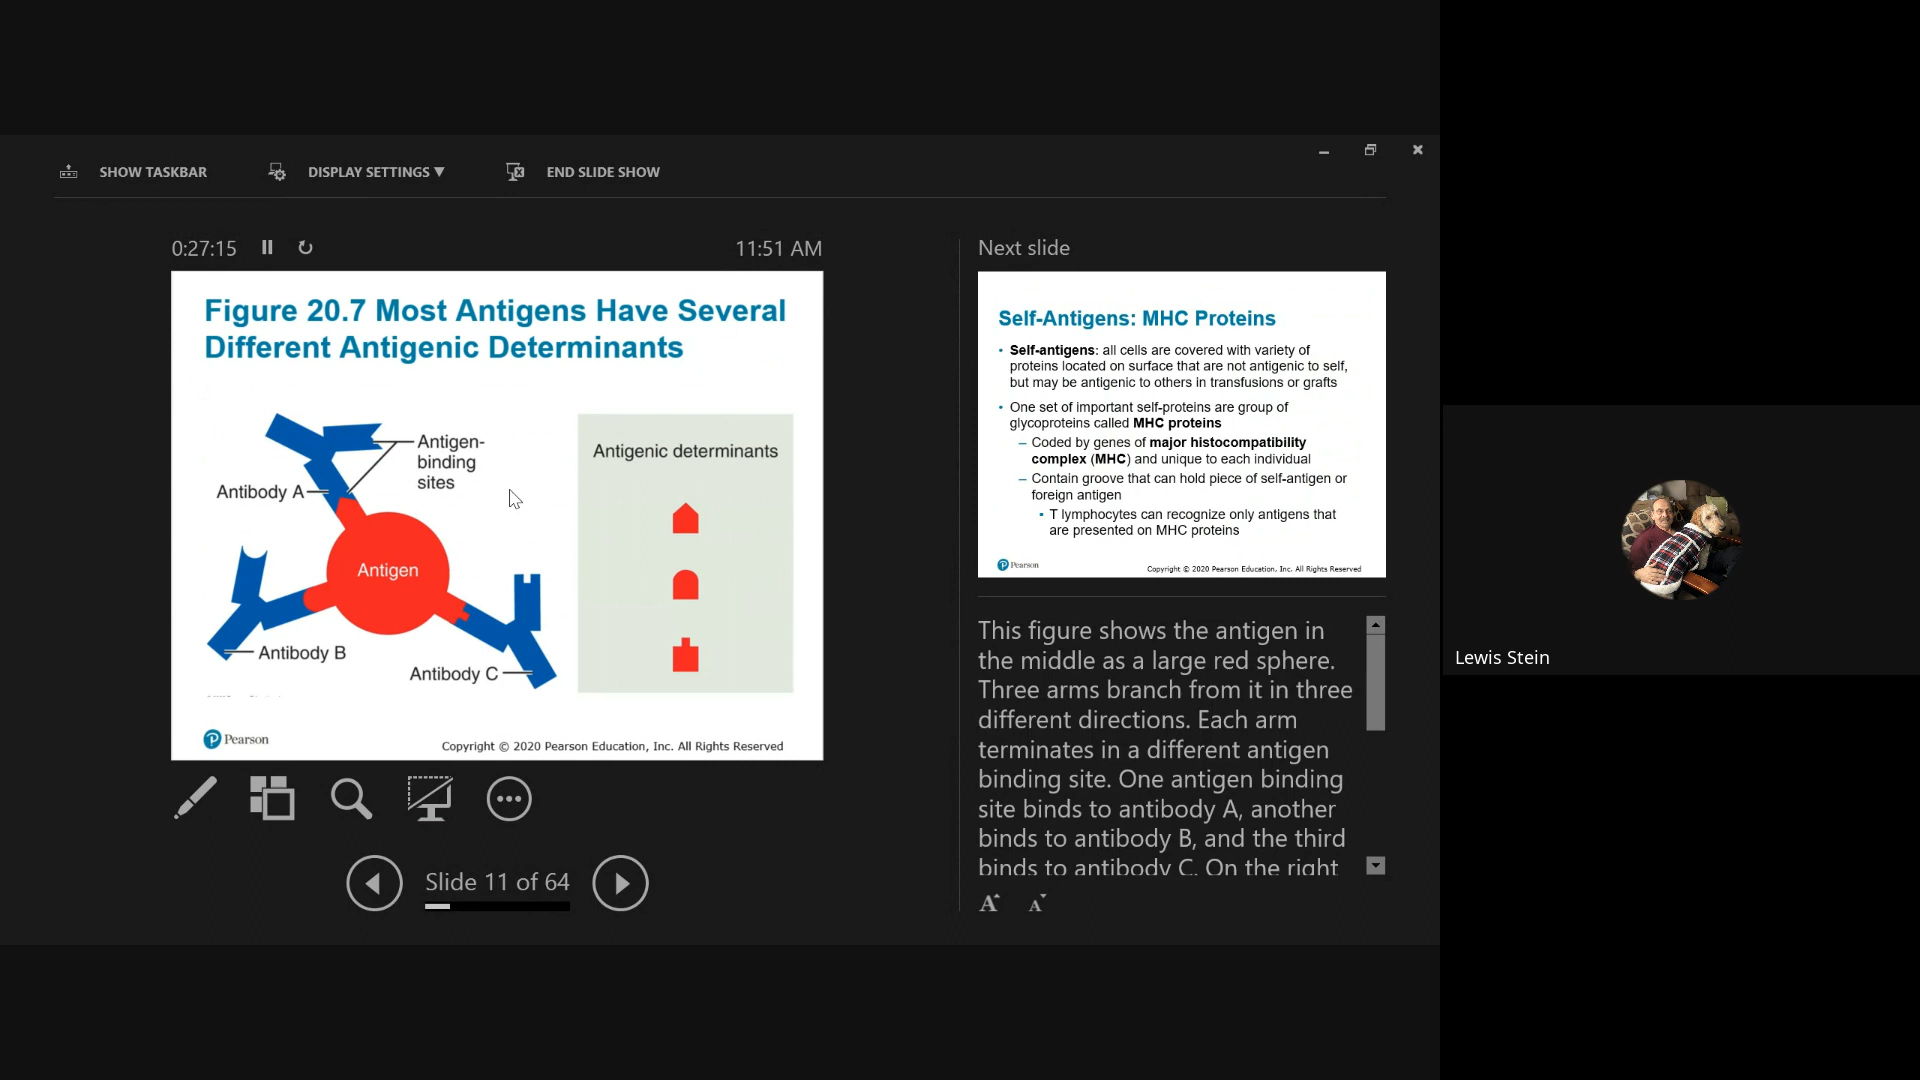 SHOW TASKBAR
DISPLAY SETTINGS ▼
END SLIDE SHOW
0:27:15
11:51 AM
Figure 20.7 Most Antigens Have Several
Different Antigenic Determinants
Antigen-
binding
sites
Antibody A
Antigen
Antibody B
Antibody C
Antigenic determinants
Pearson
Copyright © 2020 Pearson Education, Inc. All Rights Reserved
Slide 11 of 64
Next slide
Self-Antigens: MHC Proteins
• Self-antigens: all cells are covered with variety of
proteins located on surface that are not antigenic to self,
but may be antigenic to others in transfusions or grafts
• One set of important self-proteins are group of
glycoproteins called MHC proteins
– Coded by genes of major histocompatibility
complex (MHC) and unique to each individual
– Contain groove that can hold piece of self-antigen or
foreign antigen
▪ T lymphocytes can recognize only antigens that
are presented on MHC proteins
Pearson
Copyright © 2020 Pearson Education, Inc. All Rights Reserved
This figure shows the antigen in
the middle as a large red sphere.
Three arms branch from it in three
different directions. Each arm
terminates in a different antigen
binding site. One antigen binding
site binds to antibody A, another
binds to antibody B, and the third
binds to antibody C. On the right
A A
Lewis Stein